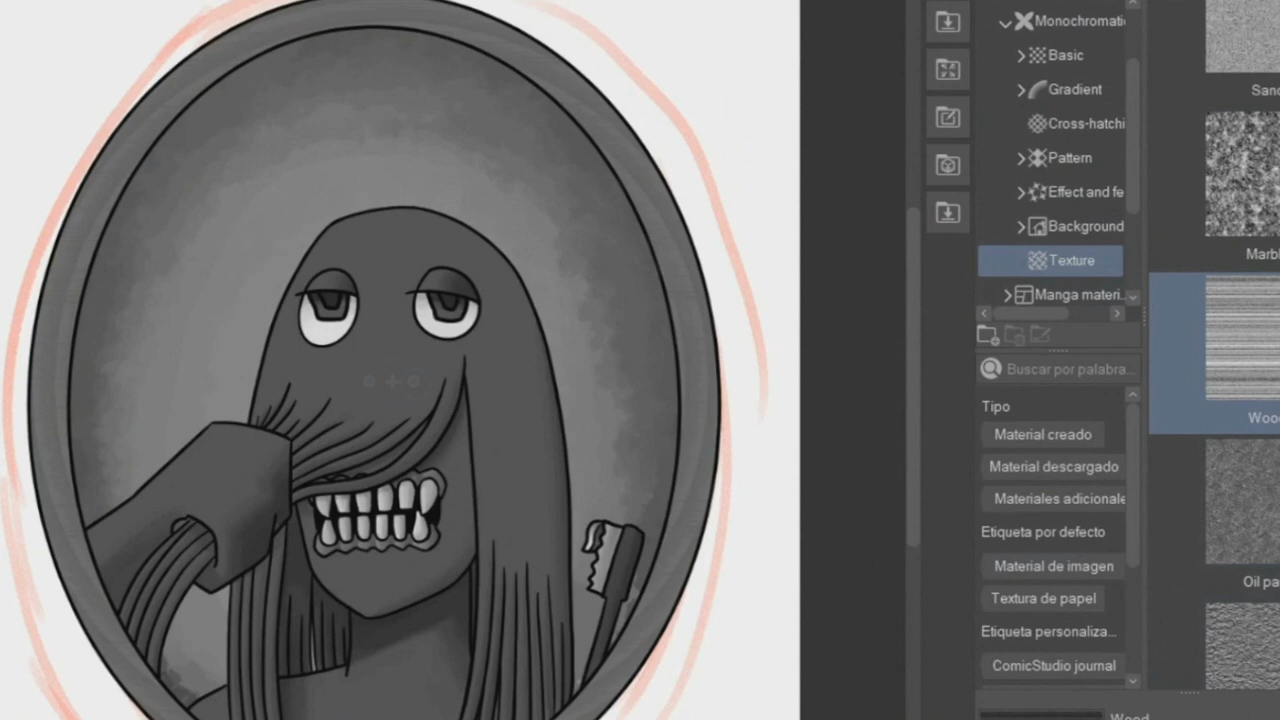 Monochromati
Basic
Gradient
Cross-hatchi
Pattern
Effect and fe
Background
Texture
Manga materi...
Buscar por palabra...
Tipo
Material creado
Material descargado
Materiales adicionale
Etiqueta por defecto
Material de imagen
Textura de papel
Etiqueta personaliza...
ComicStudio journal
Sand
Marbl
Wood
Oil pa
Wood